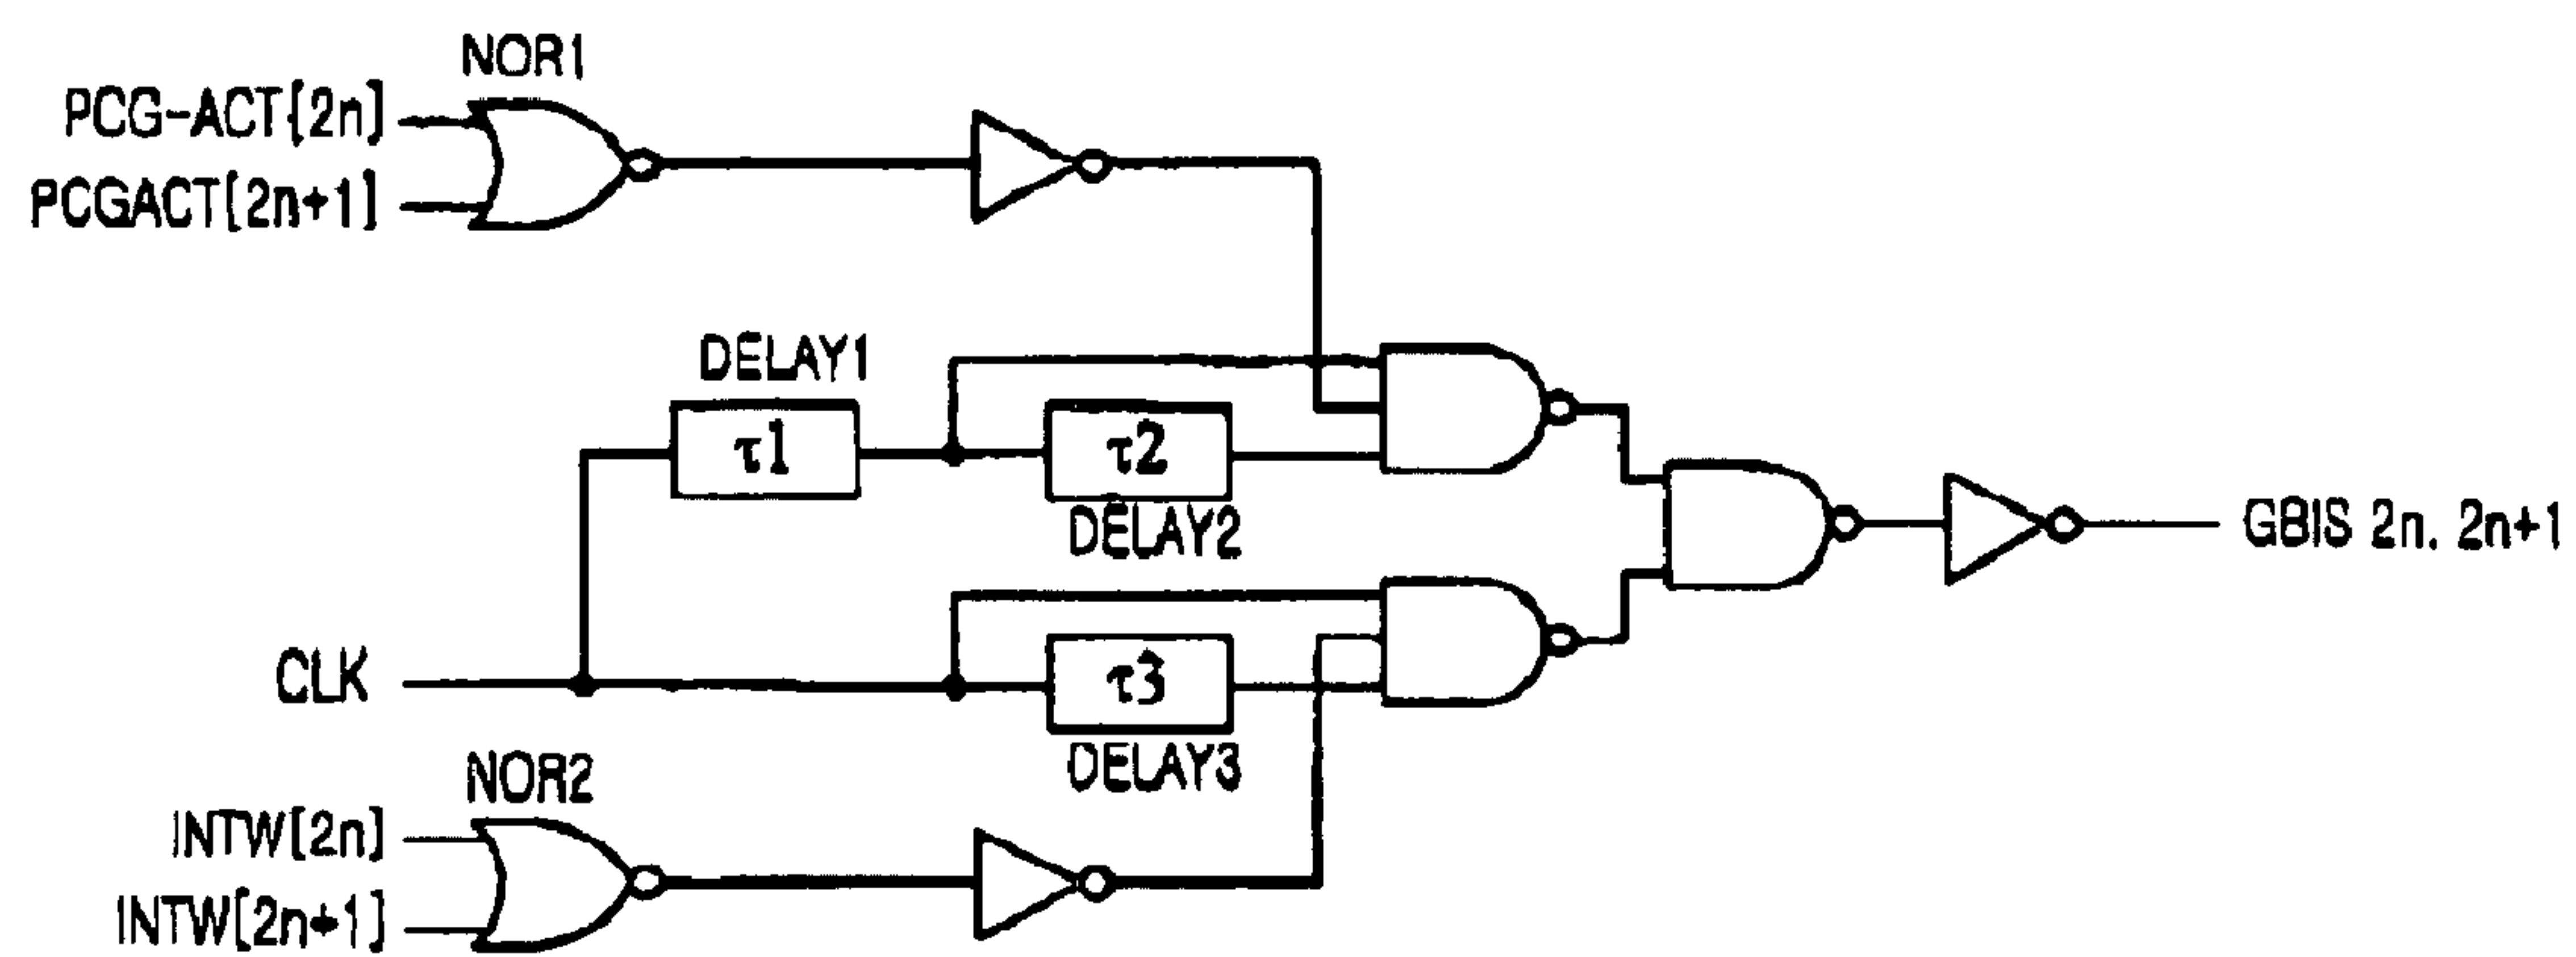 NOR1
PCG-ACT[2n]
PCGACT[2n+1]
DELAY1
τ1
τ2
DELAY2
GBIS 2n. 2n+1
CLK
τ3
DELAY3
NOR2
INTW[2n]
INTW[2n+1]